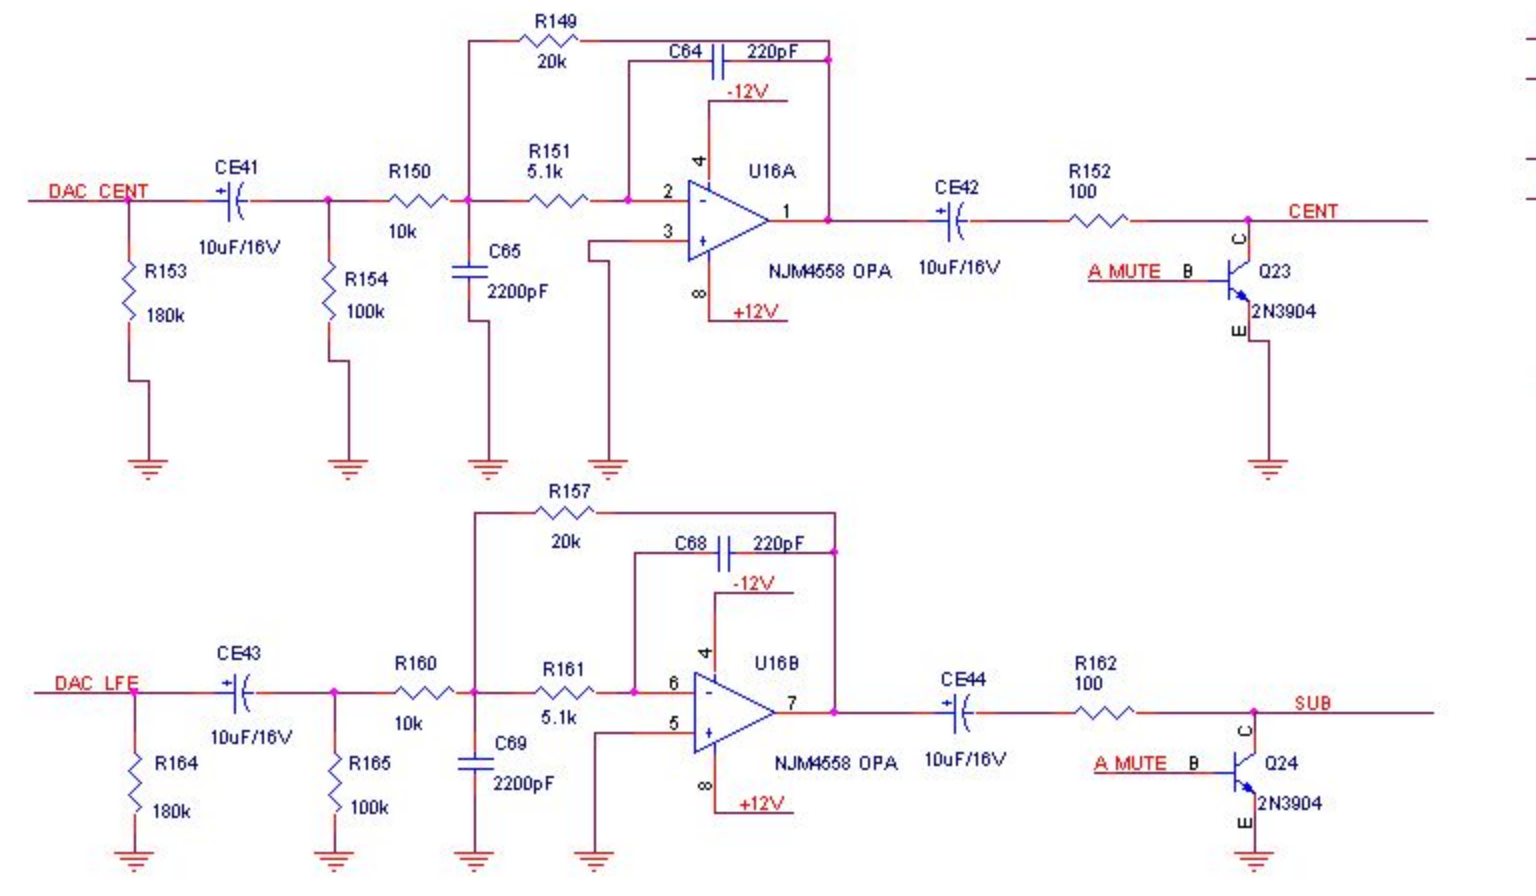 R149
20k
C64 220pF
-12V
4
U16A
CE41
R150
R151
5.1k
DAC CENT
2
-
1
3
+
10uF/16V
10k
C65
2200pF
8
+12V
NJM4558 OPA
CE42
10uF/16V
R152
100
CENT
C
A MUTE B
Q23
2N3904
E
R153
180k
R154
100k
R157
20k
C68 220pF
-12V
4
U16B
CE43
R160
R161
5.1k
DAC LFE
6
-
7
5
+
10uF/16V
10k
C69
2200pF
8
+12V
NJM4558 OPA
CE44
10uF/16V
R162
100
SUB
C
A MUTE B
Q24
2N3904
E
R164
180k
R165
100k